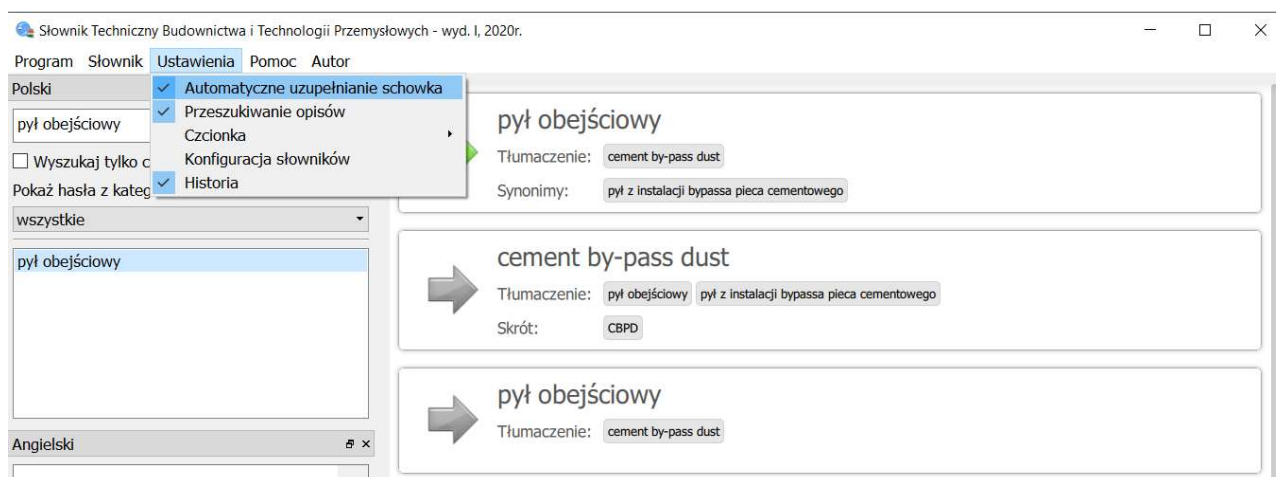 Słownik Techniczny Budownictwa i Technologii Przemysłowych - wyd. I, 2020r.
Program Słownik Ustawienia Pomoc Autor
Polski
pył obejściowy
Wyszukaj tylko c
Pokaż hasła z kateg
wszystkie
pył obejściowy
Angielski
Automatyczne uzupełnianie schowka
Przeszukiwanie opisów
Czcionka
Konfiguracja słowników
Historia
pył obejściowy
Tłumaczenie: cement by-pass dust
Synonimy: pył z instalacji bypassa pieca cementowego
cement by-pass dust
Tłumaczenie: pył obejściowy pył z instalacji bypassa pieca cementowego
Skrót: CBPD
pył obejściowy
Tłumaczenie: cement by-pass dust